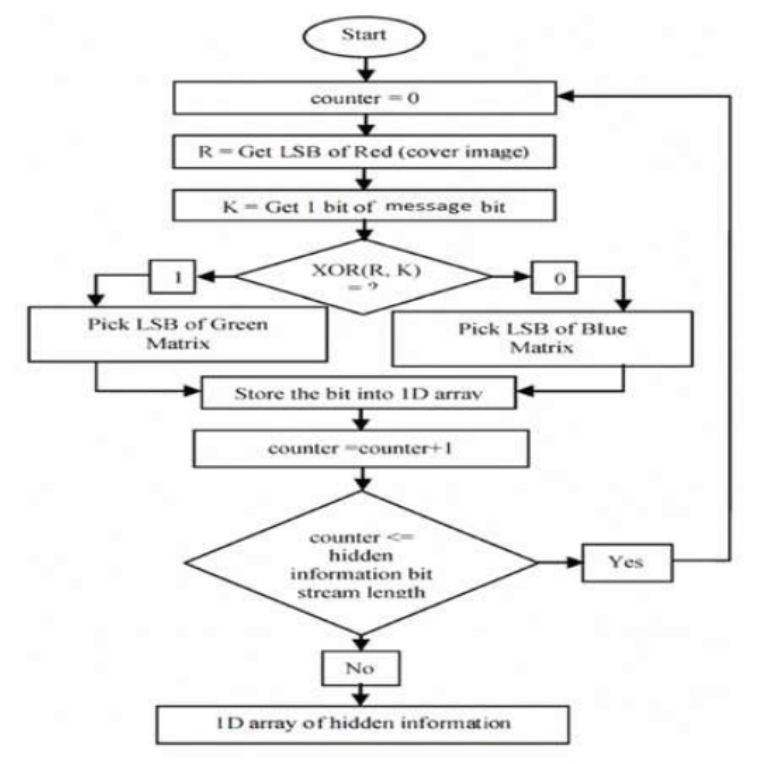 Start
counter = 0
R = Get LSB of Red (cover image)
K = Get 1 bit of message bit
XOR(R, K)
= ?
1
0
Pick LSB of Green
Matrix
Pick LSB of Blue
Matrix
Store the bit into 1D array
counter =counter+1
counter <=
hidden
information bit
stream length
Yes
No
1D array of hidden information